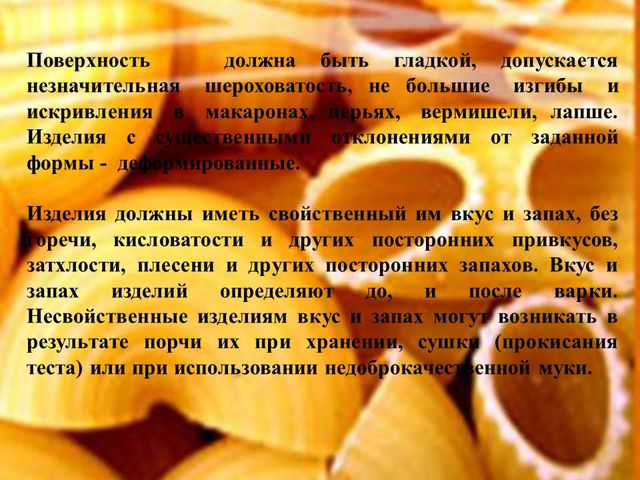 Поверхность должна быть гладкой, допускается
незначительная шероховатость, не большие изгибы и
искривления в макаронах, перьях, вермишели, лапше.
Изделия с существенными отклонениями от заданной
формы - деформированные.
Изделия должны иметь свойственный им вкус и запах, без
горечи, кисловатости и других посторонних привкусов,
затхлости, плесени и других посторонних запахов. Вкус и
запах изделий определяют до, и после варки.
Несвойственные изделиям вкус и запах могут возникать в
результате порчи их при хранении, сушки (прокисания
теста) или при использовании недоброкачественной муки.